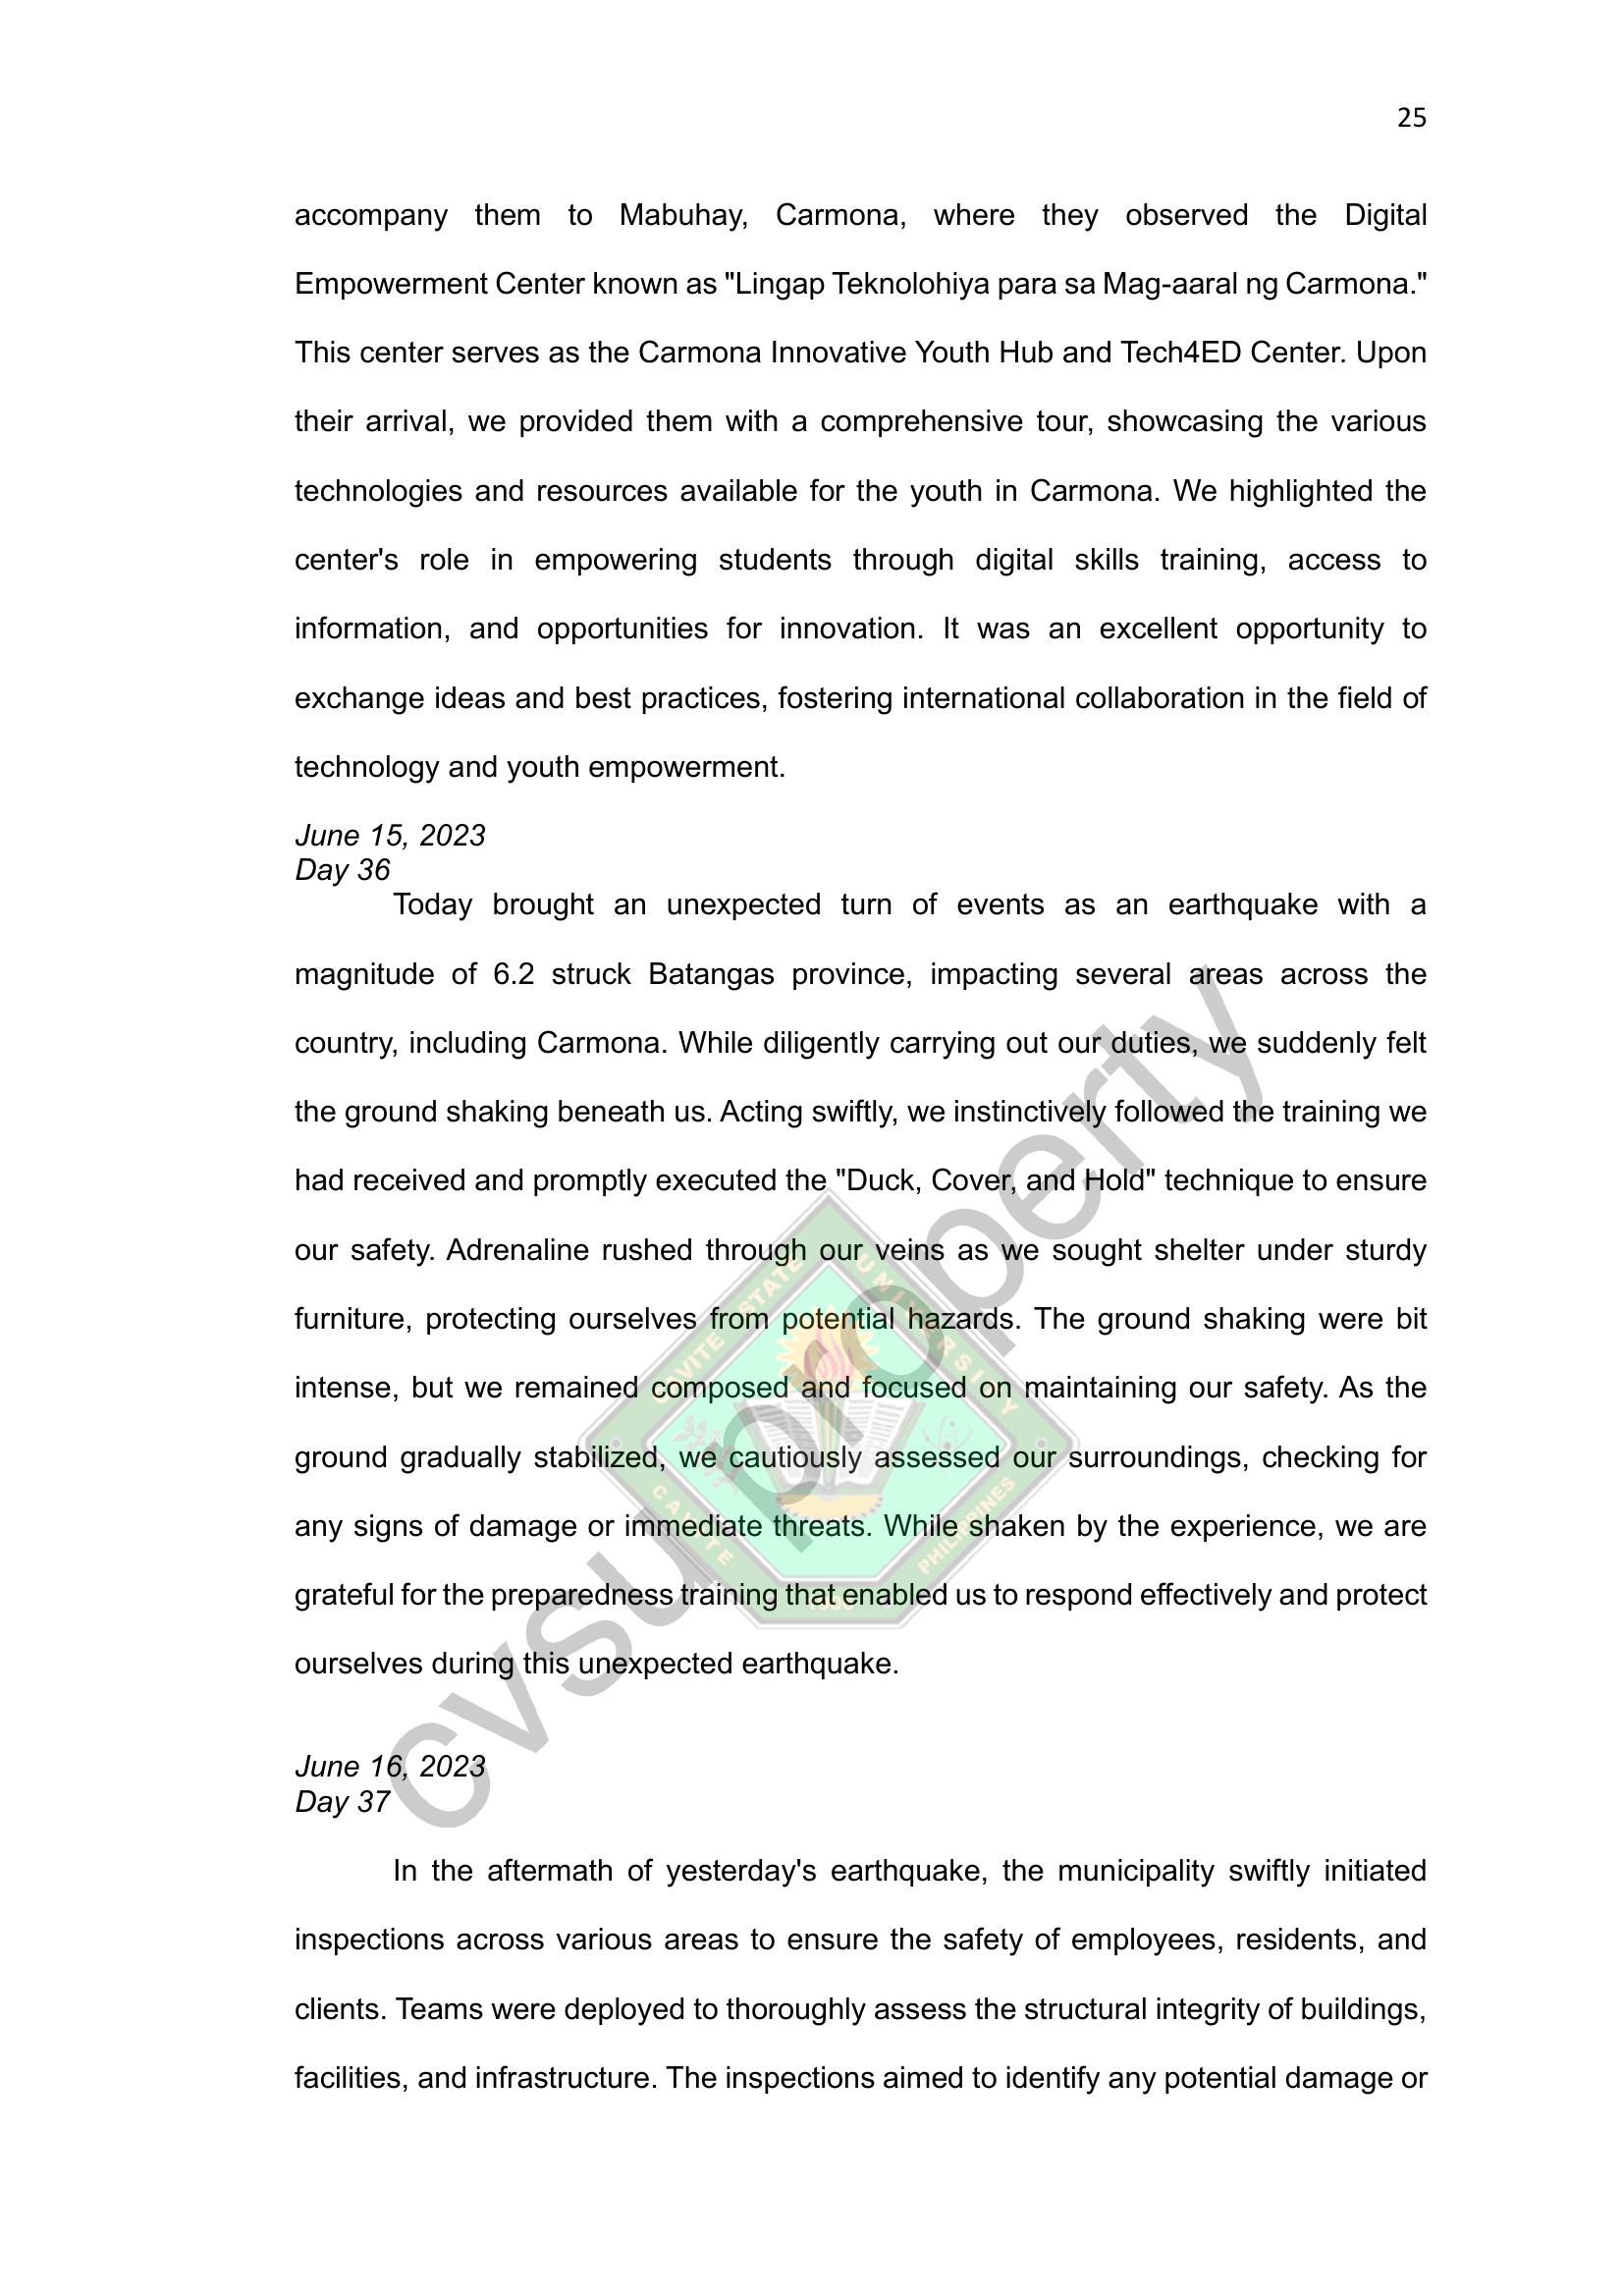 25
accompany them to Mabuhay, Carmona, where they observed the Digital
Empowerment Center known as "Lingap Teknolohiya para sa Mag-aaral ng Carmona."
This center serves as the Carmona Innovative Youth Hub and Tech4ED Center. Upon
their arrival, we provided them with a comprehensive tour, showcasing the various
technologies and resources available for the youth in Carmona. We highlighted the
center's role in empowering students through digital skills training, access to
information, and opportunities for innovation. It was an excellent opportunity to
exchange ideas and best practices, fostering international collaboration in the field of
technology and youth empowerment.
June 15, 2023
Day 36
Today brought an unexpected turn of events as an earthquake with a
magnitude of 6.2 struck Batangas province, impacting several areas across the
country, including Carmona. While diligently carrying out our duties, we suddenly felt
the ground shaking beneath us. Acting swiftly, we instinctively followed the training we
had received and promptly executed the "Duck, Cover, and Hold" technique to ensure
our safety. Adrenaline rushed through our veins as we sought shelter under sturdy
furniture, protecting ourselves from potential hazards. The ground shaking were bit
intense, but we remained composed and focused on maintaining our safety. As the
ground gradually stabilized, we cautiously assessed our surroundings, checking for
any signs of damage or immediate threats. While shaken by the experience, we are
grateful for the preparedness training that enabled us to respond effectively and protect
ourselves during this unexpected earthquake.
June 16, 2023
Day 37
In the aftermath of yesterday's earthquake, the municipality swiftly initiated
inspections across various areas to ensure the safety of employees, residents, and
clients. Teams were deployed to thoroughly assess the structural integrity of buildings,
facilities, and infrastructure. The inspections aimed to identify any potential damage or
cvsu property
CAVITE STATE UNIVERSITY
CAVITE
PHILIPPINES